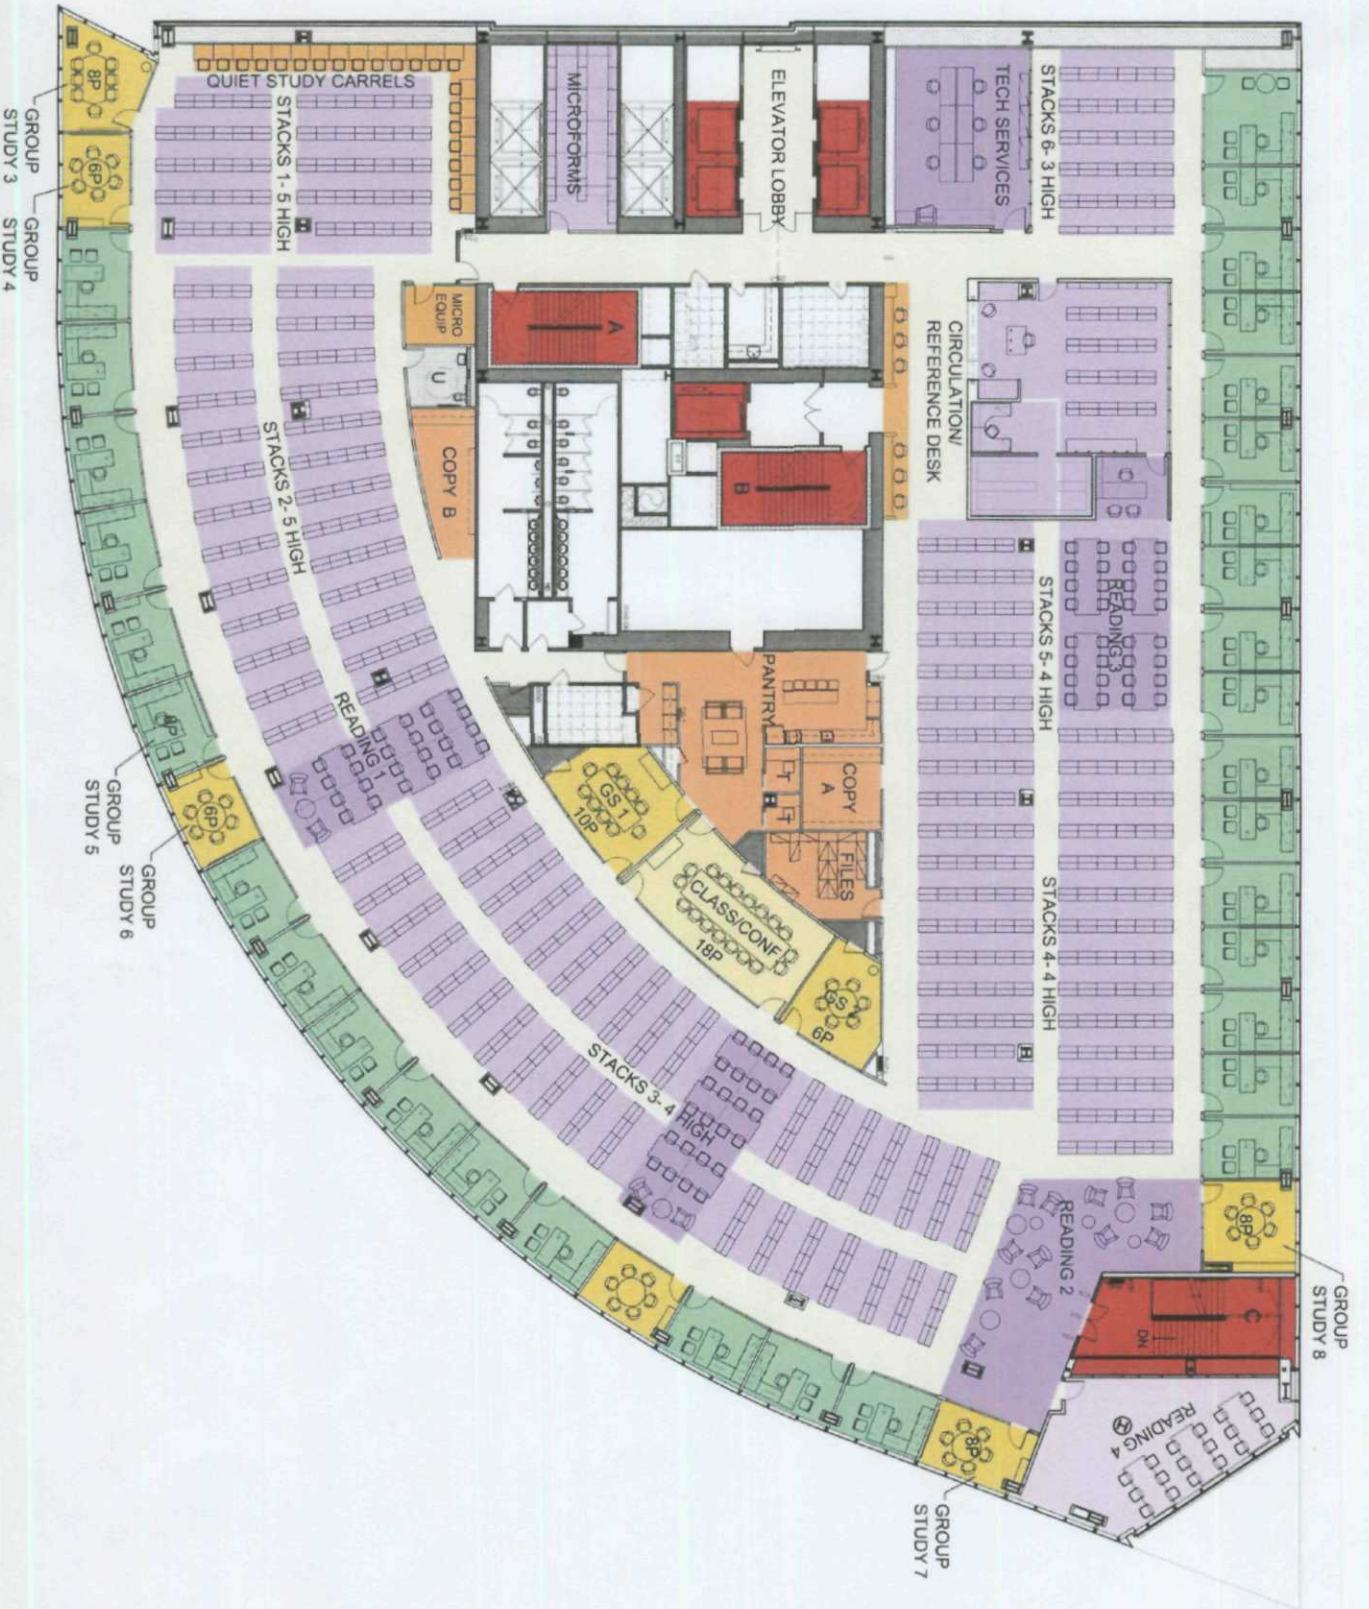 QUIET STUDY CARRELS
STACKS 1- 5 HIGH
MICROFORMS
ELEVATOR LOBBY
TECH SERVICES
STACKS 6- 3 HIGH
8P
6P
GROUP
STUDY 3
GROUP
STUDY 4
MICRO
EQUIP
U
COPY B
A
B
CIRCULATION/
REFERENCE DESK
STACKS 2- 5 HIGH
READING 1
READING 3
STACKS 5- 4 HIGH
STACKS 4- 4 HIGH
PANTRY
COPY
A
FILES
T
T
GS 1
10P
CLASS/CONF
18P
GS
6P
4P
GROUP
STUDY 5
6P
GROUP
STUDY 6
STACKS 3- 4
HIGH
READING 2
8P
GROUP
STUDY 8
C
DN
READING 4
H
8P
GROUP
STUDY 7